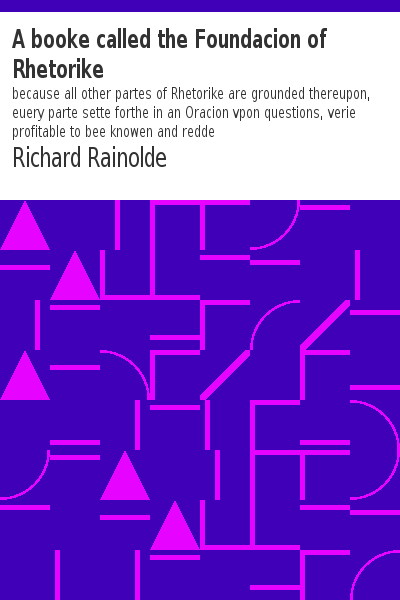 A booke called the Foundacion of
Rhetorike
because all other partes of Rhetorike are grounded thereupon,
euery parte sette forthe in an Oracion vpon questions, verie
profitable to bee knowen and redde
Richard Rainolde